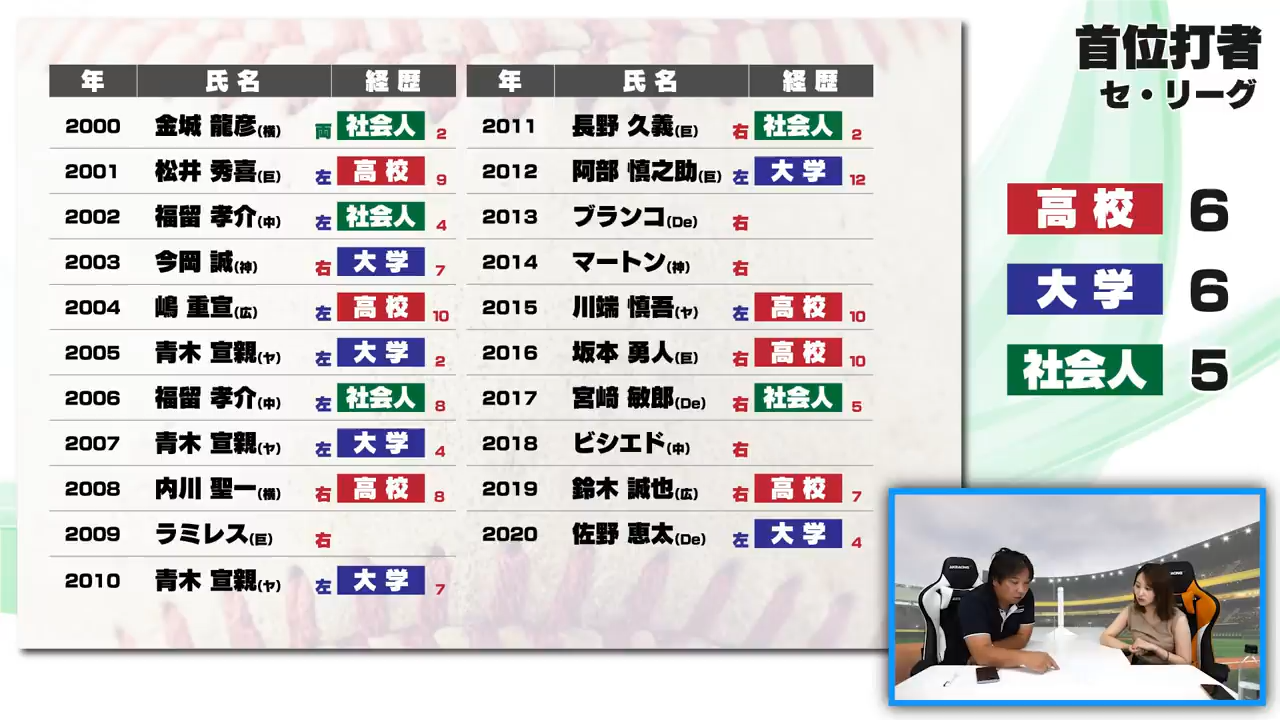 首位打者
セ・リーグ
年 氏名 経歴
2000 金城 龍彦(横) 両 社会人 2
2001 松井 秀喜(巨) 左 高校 9
2002 福留 孝介(中) 左 社会人 4
2003 今岡 誠(神) 右 大学 7
2004 嶋 重宣(広) 左 高校 10
2005 青木 宣親(ヤ) 左 大学 2
2006 福留 孝介(中) 左 社会人 8
2007 青木 宣親(ヤ) 左 大学 4
2008 内川 聖一(横) 右 高校 8
2009 ラミレス(巨) 右
2010 青木 宣親(ヤ) 左 大学 7
年 氏名 経歴
2011 長野 久義(巨) 右 社会人 2
2012 阿部 慎之助(巨) 左 大学 12
2013 ブランコ(De) 右
2014 マートン(神) 右
2015 川端 慎吾(ヤ) 左 高校 10
2016 坂本 勇人(巨) 右 高校 10
2017 宮﨑 敏郎(De) 右 社会人 5
2018 ビシエド(中) 右
2019 鈴木 誠也(広) 右 高校 7
2020 佐野 恵太(De) 左 大学 4
高校 6
大学 6
社会人 5